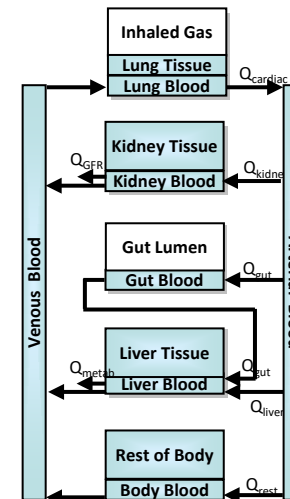 Inhaled Gas
Lung Tissue
Lung Blood
Qcardiac
Kidney Tissue
QGFR
Kidney Blood
Qkidne
Gut Lumen
Gut Blood
Qgut
Venous Blood
Liver Tissue
Qmetab
Liver Blood
Qgut
Qliver
Rest of Body
Body Blood
Qrest